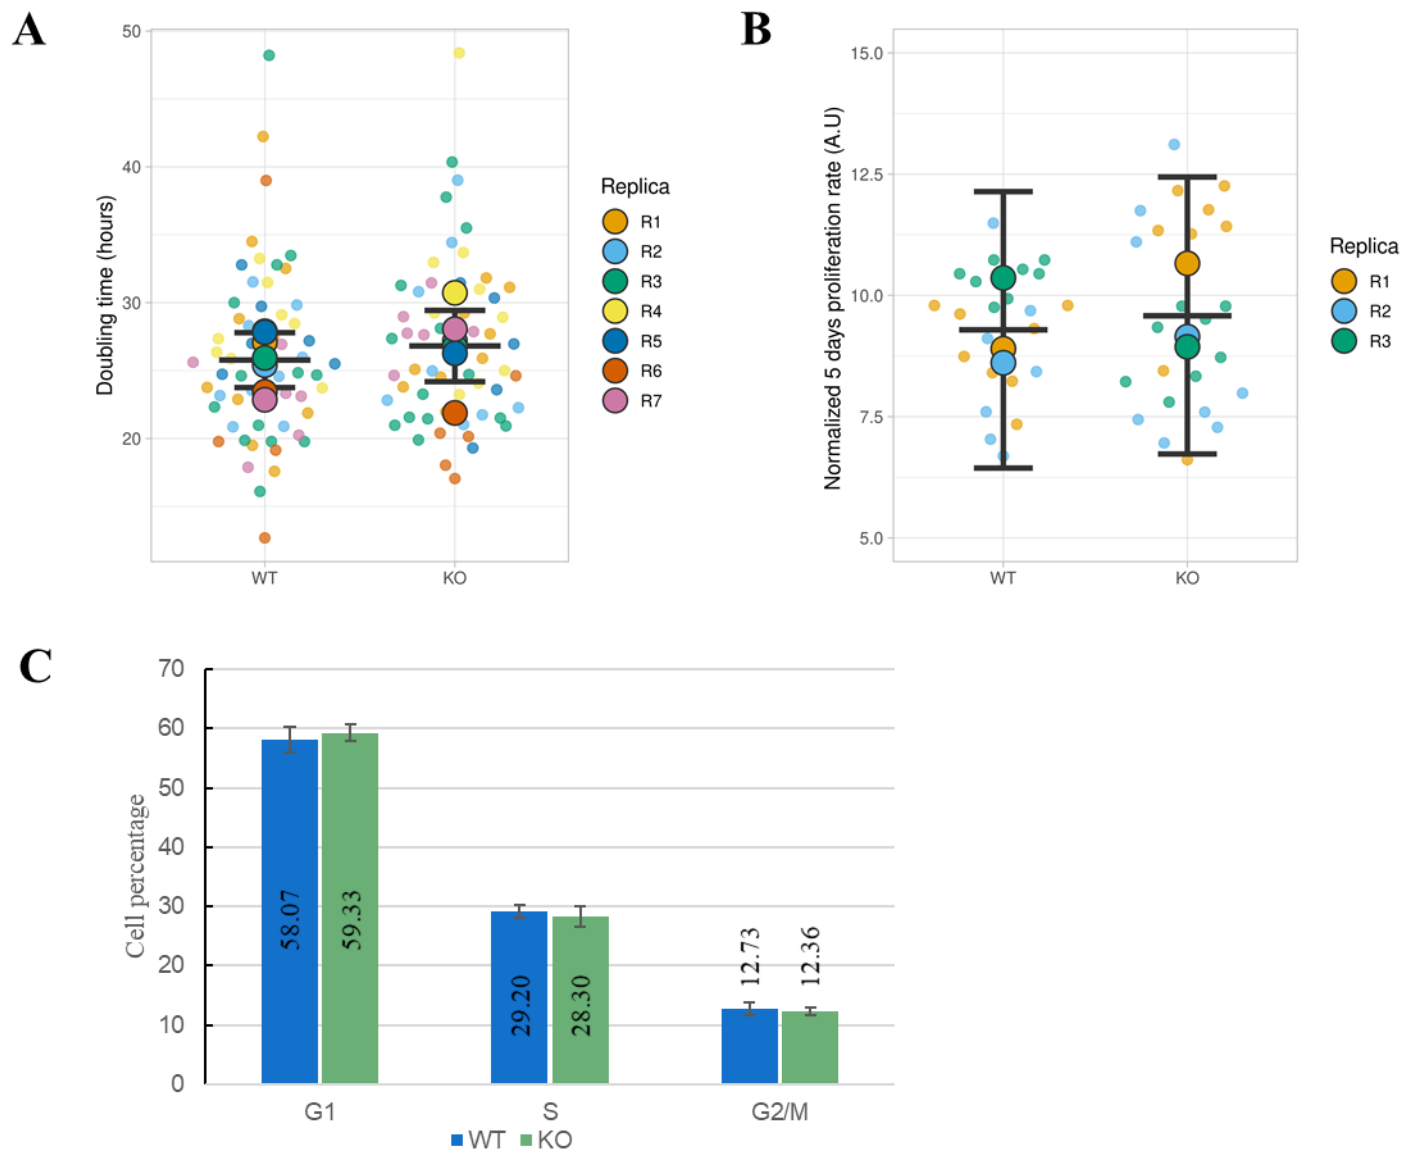 A
Doubling time (hours)
50
40
30
20
WT
KO
Replica
R1
R2
R3
R4
R5
R6
R7
B
Normalized 5 days proliferation rate (A.U)
15.0
12.5
10.0
7.5
5.0
WT
KO
Replica
R1
R2
R3
C
Cell percentage
70
60
50
40
30
20
10
0
58.07
59.33
29.20
28.30
12.73
12.36
G1
S
G2/M
WT
KO